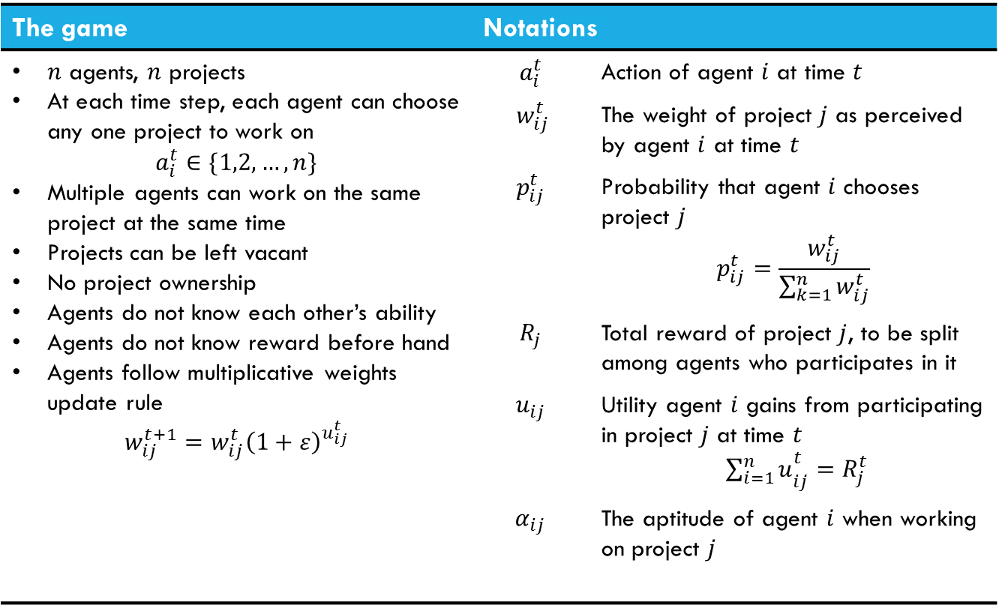 The game
• 𝑛 agents, 𝑛 projects
• At each time step, each agent can choose
any one project to work on
$a_i^t \in \{1,2, \ldots, n\}$
• Multiple agents can work on the same
project at the same time
• Projects can be left vacant
• No project ownership
• Agents do not know each other's ability
• Agents do not know reward before hand
• Agents follow multiplicative weights
update rule
$w_{ij}^{t+1} = w_{ij}^t (1 + \varepsilon)^{u_{ij}^t}$
Notations
$a_i^t$ Action of agent $i$ at time $t$
$w_{ij}^t$ The weight of project $j$ as perceived
by agent $i$ at time $t$
$p_{ij}^t$ Probability that agent $i$ chooses
project $j$
$p_{ij}^t = \frac{w_{ij}^t}{\sum_{k=1}^n w_{ij}^t}$
$R_j$ Total reward of project $j$, to be split
among agents who participates in it
$u_{ij}$ Utility agent $i$ gains from participating
in project $j$ at time $t$
$\sum_{i=1}^n u_{ij}^t = R_j^t$
$\alpha_{ij}$ The aptitude of agent $i$ when working
on project $j$